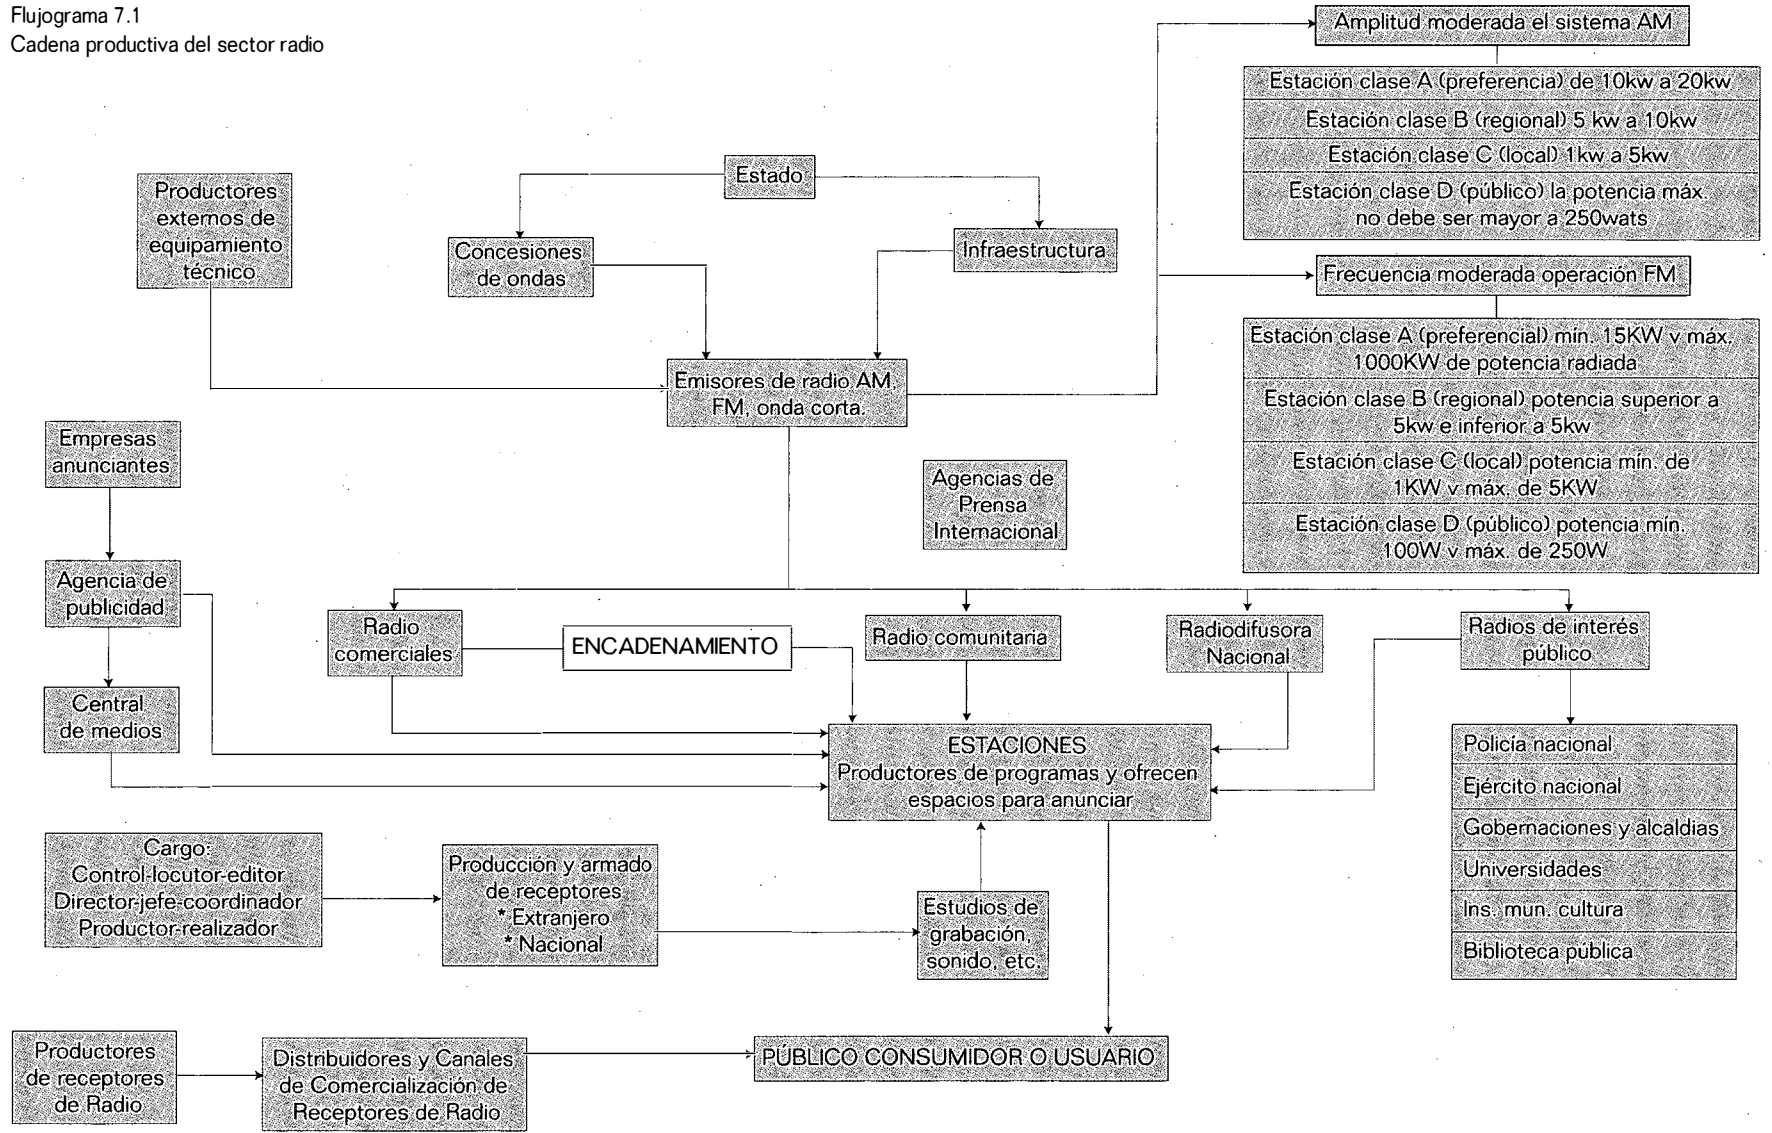 Flujograma 7.1
Cadena productiva del sector radio
Amplitud moderada el sistema AM
Estación clase A (preferencia) de 10kw a 20kw
Estación clase B (regional) 5 kw a 10kw
Estación clase C (local) 1kw a 5kw
Estación clase D (público) la potencia máx.
no debe ser mayor a 250wats
Estado
Productores
externos de
equipamiento
técnico
Concesiones
de ondas
Infraestructura
Frecuencia moderada operación FM
Estación clase A (preferencial) mín. 15KW v máx.
1000KW de potencia radiada
Estación clase B (regional) potencia superior a
5kw e inferior a 5kw
Estación clase C (local) potencia mín. de
1KW v máx. de 5KW
Estación clase D (público) potencia mín.
100W v máx. de 250W
Emisores de radio AM,
FM, onda corta.
Empresas
anunciantes
Agencias de
Prensa
Internacional
Agencia de
publicidad
Radio
comerciales
ENCADENAMIENTO
Radio comunitaria
Radiodifusora
Nacional
Radios de interés
público
Central
de medios
ESTACIONES
Productores de programas y ofrecen
espacios para anunciar
Policía nacional
Ejército nacional
Gobernaciones y alcaldias
Universidades
Ins. mun. cultura
Biblioteca publica
Cargo:
Control-locutor-editor
Director-jefe-coordinador
Productor-realizador
Producción y armado
de receptores
* Extranjero
* Nacional
Estudios de
grabación,
sonido, etc.
Productores
de receptores
de Radio
Distribuidores y Canales
de Comercialización de
Receptores de Radio
PÚBLICO CONSUMIDOR O USUARIO